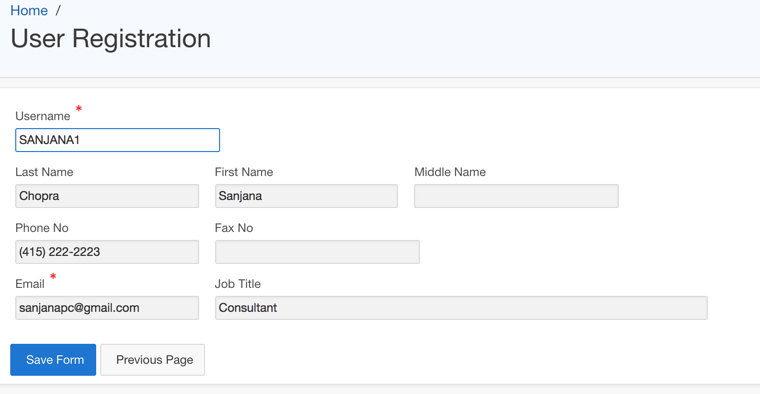 Home /
User Registration
Username *
SANJANA1
Last Name First Name Middle Name
Chopra Sanjana
Phone No Fax No
(415) 222-2223
Email * Job Title
sanjanapc@gmail.com Consultant
Save Form Previous Page